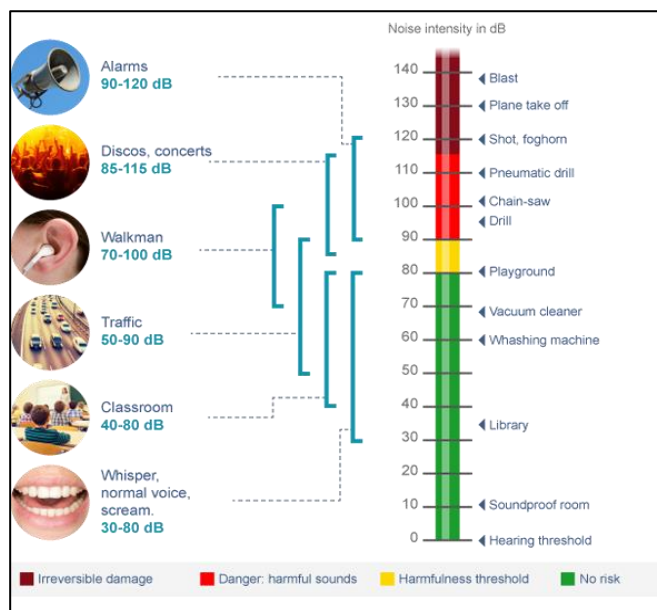 Noise intensity in dB
Alarms
90-120 dB
Discos, concerts
85-115 dB
Walkman
70-100 dB
Traffic
50-90 dB
Classroom
40-80 dB
Whisper,
normal voice,
scream.
30-80 dB
140
130
120
110
100
90
80
70
60
50
40
30
20
10
0
Blast
Plane take off
Shot, foghorn
Pneumatic drill
Chain-saw
Drill
Playground
Vacuum cleaner
Whashing machine
Library
Soundproof room
Hearing threshold
Irreversible damage
Danger: harmful sounds
Harmfulness threshold
No risk